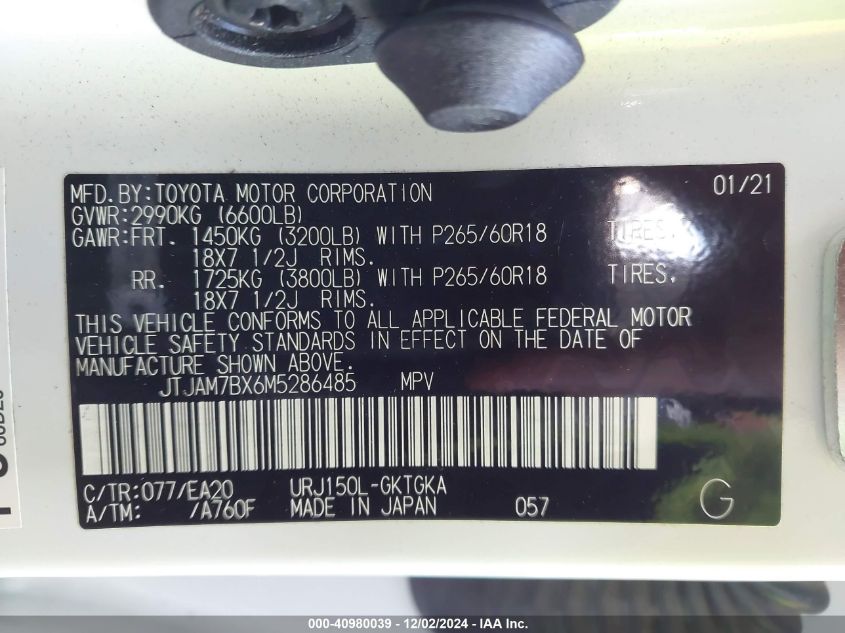 MFD.BY:TOYOTA MOTOR CORPORATION 01/21
GVWR:2990KG (6600LB)
GAWR:FRT. 1450KG (3200LB) WITH P265/60R18 TIRES,
18X7 1/2J RIMS.
RR. 1725KG (3800LB) WITH P265/60R18 TIRES,
18X7 1/2J RIMS.
THIS VEHICLE CONFORMS TO ALL APPLICABLE FEDERAL MOTOR
VEHICLE SAFETY STANDARDS IN EFFECT ON THE DATE OF
MANUFACTURE SHOWN ABOVE.
JTJAM7BX6M5286485 MPV
C/TR:077/EA20 URJ150L-GKTGKA
A/TM: /A760F MADE IN JAPAN 057 G
000-40980039 - 12/02/2024 - IAA Inc.